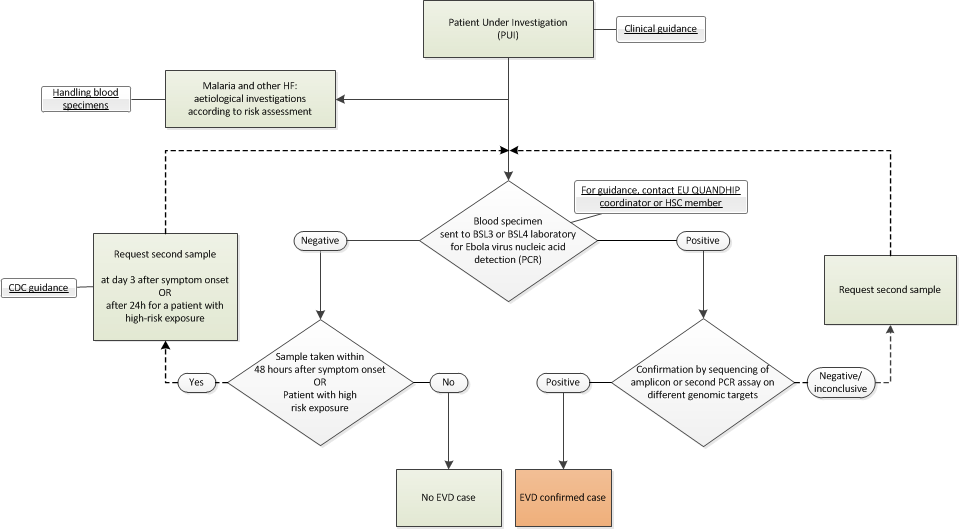 Patient Under Investigation
(PUI)
Clinical guidance
Handling blood
specimens
Malaria and other HF:
aetiological investigations
according to risk assessment
For guidance, contact EU QUANDHIP
coordinator or HSC member
Blood specimen
sent to BSL3 or BSL4 laboratory
for Ebola virus nucleic acid
detection (PCR)
Negative
Positive
Request second sample
at day 3 after symptom onset
OR
after 24h for a patient with
high-risk exposure
CDC guidance
Request second sample
Sample taken within
48 hours after symptom onset
OR
Patient with high
risk exposure
Yes
No
Confirmation by sequencing of
amplicon or second PCR assay on
different genomic targets
Positive
Negative/
inconclusive
No EVD case
EVD confirmed case